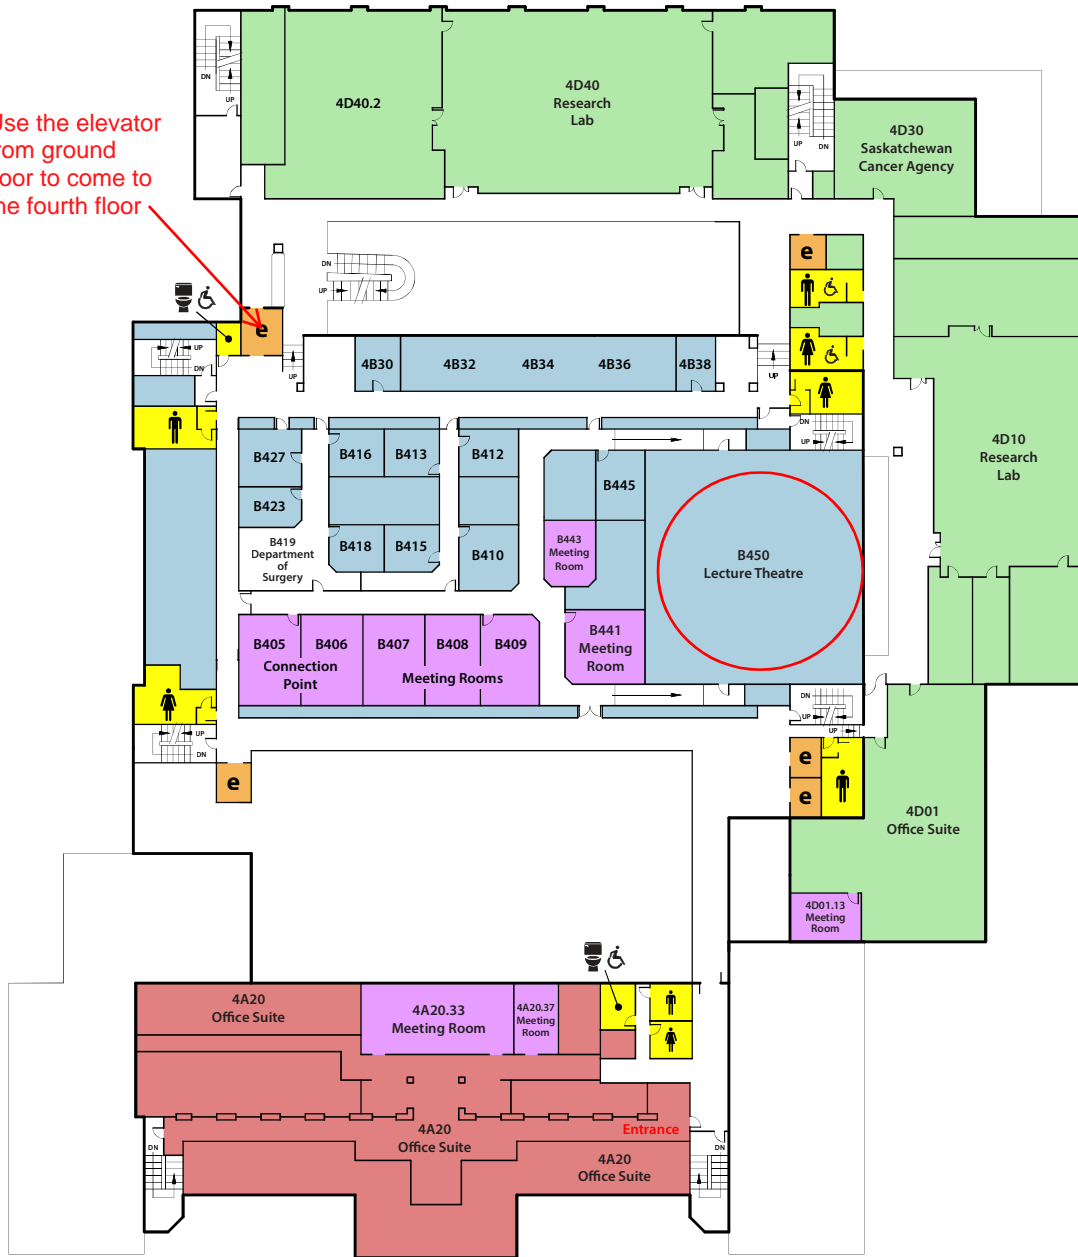 DN
UP
4D40.2
4D40
Research
Lab
UP
DN
4D30
Saskatchewan
Cancer Agency
Use the elevator
from ground
floor to come to
the fourth floor
DN
UP
e
e
UP
DN
UP
4B30
4B32
4B34
4B36
4B38
UP
B427
B416
B413
B412
DN
UP
B423
B445
4D10
Research
Lab
B419
Department
of
Surgery
B418
B415
B410
B443
Meeting
Room
B450
Lecture Theatre
B405
B406
B407
B408
B409
Connection
Point
Meeting Rooms
B441
Meeting
Room
DN
UP
UP
UP
DN
e
e
e
4D01
Office Suite
4D01.13
Meeting
Room
4A20
Office Suite
4A20.33
Meeting Room
4A20.37
Meeting
Room
4A20
Office Suite
Entrance
DN
4A20
Office Suite
DN